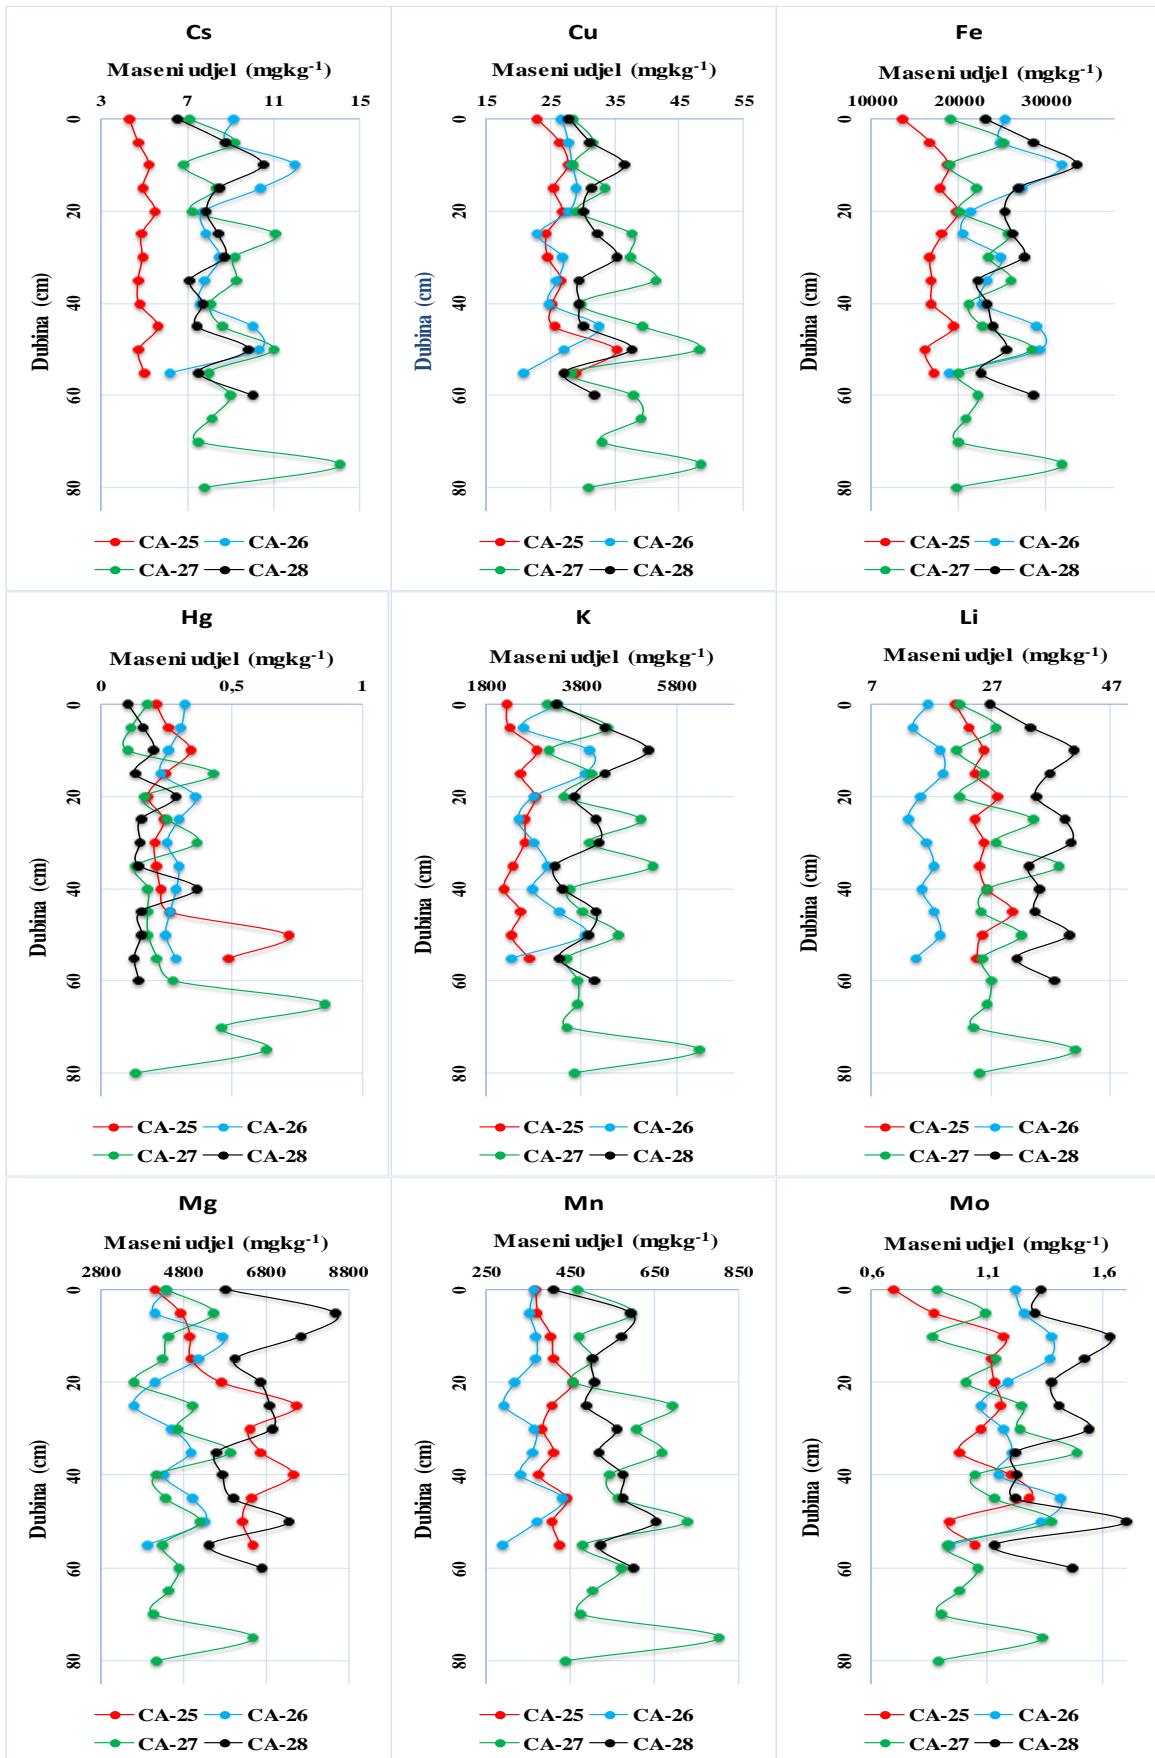 Cs
Maseni udjel (mgkg⁻¹)
3 7 11 15
0
20
40
60
80
Dubina (cm)
CA-25 CA-26
CA-27 CA-28
Cu
Maseni udjel (mgkg⁻¹)
15 25 35 45 55
0
20
40
60
80
Dubina (cm)
CA-25 CA-26
CA-27 CA-28
Fe
Maseni udjel (mgkg⁻¹)
10000 20000 30000
0
20
40
60
80
Dubina (cm)
CA-25 CA-26
CA-27 CA-28
Hg
Maseni udjel (mgkg⁻¹)
0 0,5 1
0
20
40
60
80
Dubina (cm)
CA-25 CA-26
CA-27 CA-28
K
Maseni udjel (mgkg⁻¹)
1800 3800 5800
0
20
40
60
80
Dubina (cm)
CA-25 CA-26
CA-27 CA-28
Li
Maseni udjel (mgkg⁻¹)
7 27 47
0
20
40
60
80
Dubina (cm)
CA-25 CA-26
CA-27 CA-28
Mg
Maseni udjel (mgkg⁻¹)
2800 4800 6800 8800
0
20
40
60
80
Dubina (cm)
CA-25 CA-26
CA-27 CA-28
Mn
Maseni udjel (mgkg⁻¹)
250 450 650 850
0
20
40
60
80
Dubina (cm)
CA-25 CA-26
CA-27 CA-28
Mo
Maseni udjel (mgkg⁻¹)
0,6 1,1 1,6
0
20
40
60
80
Dubina (cm)
CA-25 CA-26
CA-27 CA-28